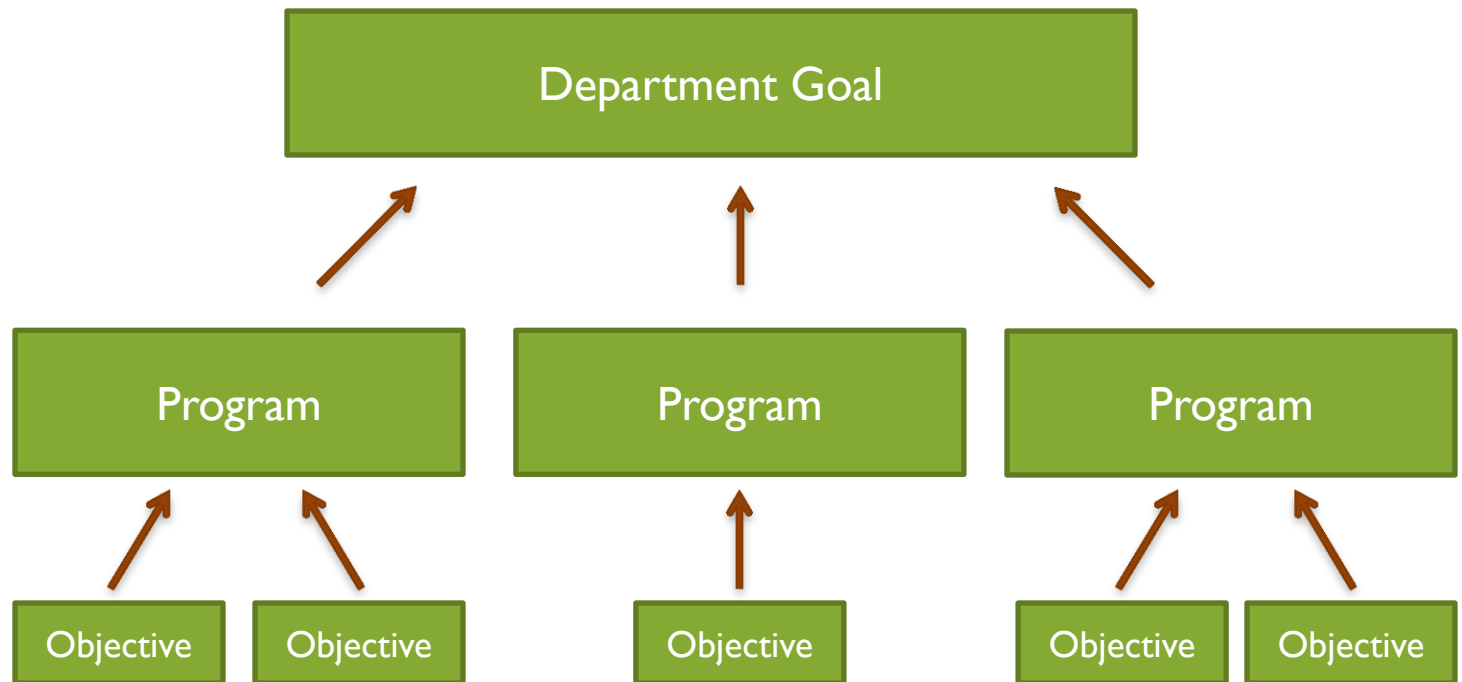 Department Goal
Program
Program
Program
Objective
Objective
Objective
Objective
Objective